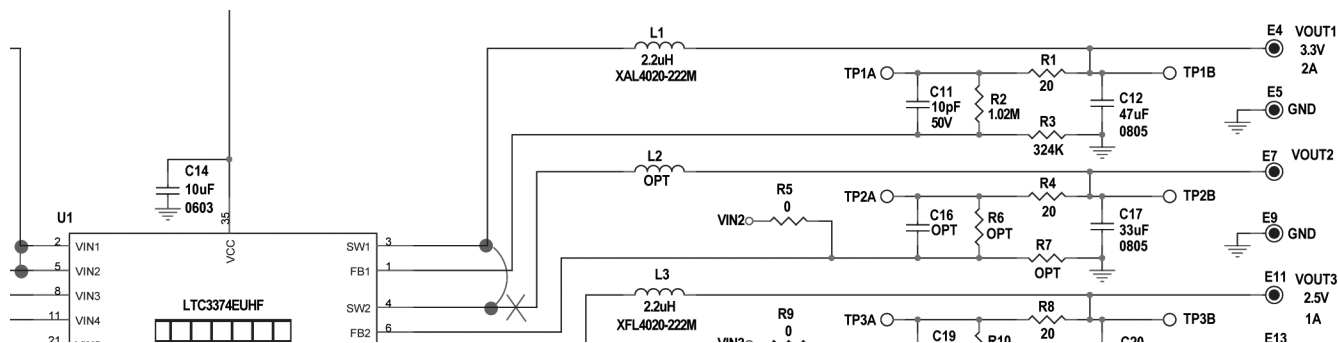 L1
2.2uH
XAL4020-222M
E4 VOUT1
3.3V
2A
TP1A
R1
20
TP1B
C11
10pF
50V
R2
1.02M
C12
47uF
0805
E5
GND
R3
324K
C14
10uF
0603
L2
OPT
E7 VOUT2
R5
0
TP2A
R4
20
TP2B
VIN2
C16
OPT
R6
OPT
C17
33uF
0805
E9
GND
R7
OPT
U1
35
VCC
2 VIN1
SW1 3
5 VIN2
FB1 1
8 VIN3
SW2 4
11 VIN4
FB2 6
21
LTC3374EUHF
L3
2.2uH
XFL4020-222M
E11 VOUT3
2.5V
1A
R9
0
TP3A
R8
20
TP3B
C19
R10
C20
E13